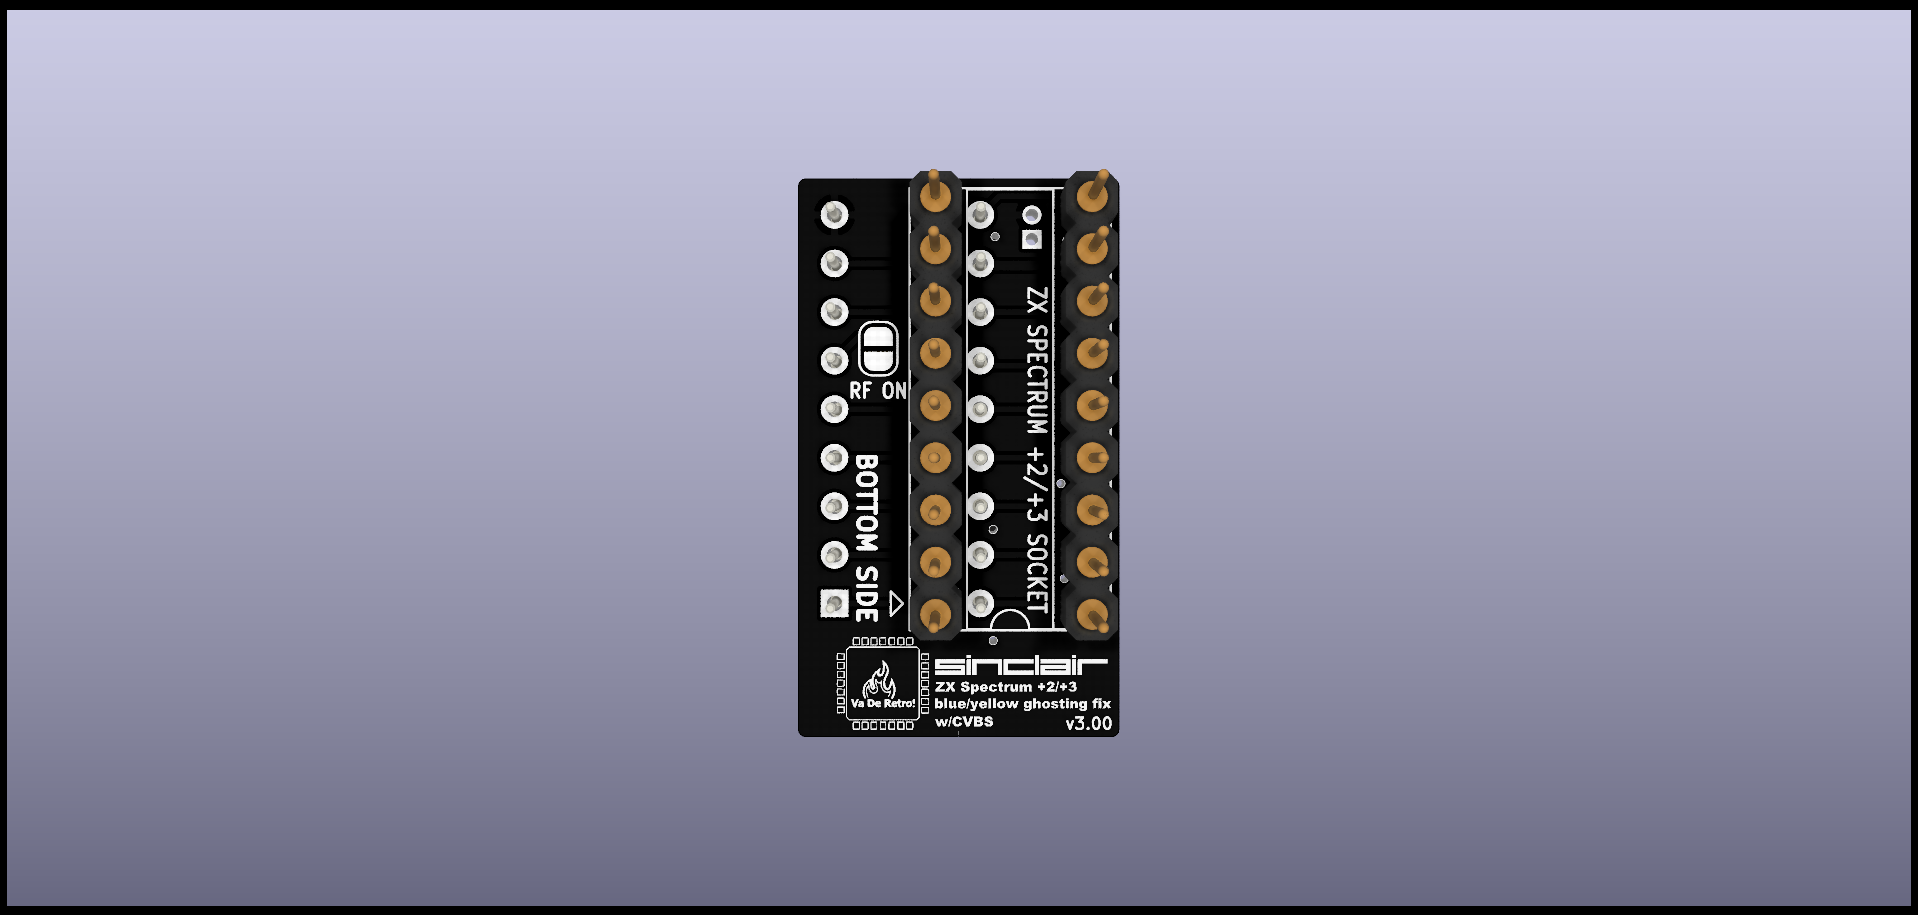 ZX SPECTRUM +2/+3 SOCKET
RF ON
BOTTOM SIDE
Va De Retro!
sinclair
ZX Spectrum +2/+3
blue/yellow ghosting fix
w/CVBS
v3.00